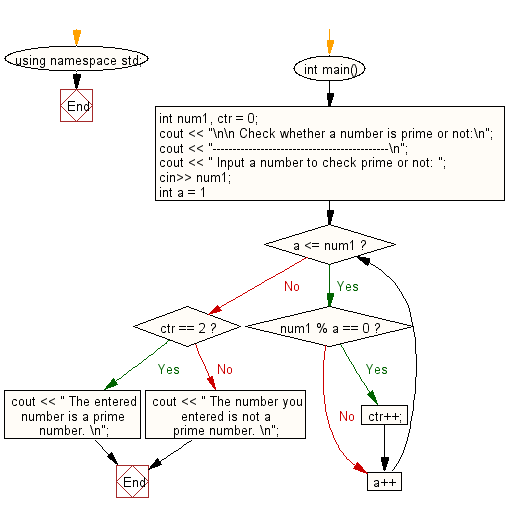 using namespace std;
End
int main()
int num1, ctr = 0;
cout << "\n\n Check whether a number is prime or not:\n";
cout << "-------------------------------------------\n";
cout << " Input a number to check prime or not: ";
cin>> num1;
int a = 1
a <= num1 ?
No
Yes
ctr == 2 ?
num1 % a == 0 ?
Yes
No
Yes
No
cout << " The entered
number is a prime
number. \n";
cout << " The number you
entered is not a
prime number. \n";
ctr++;
a++
End